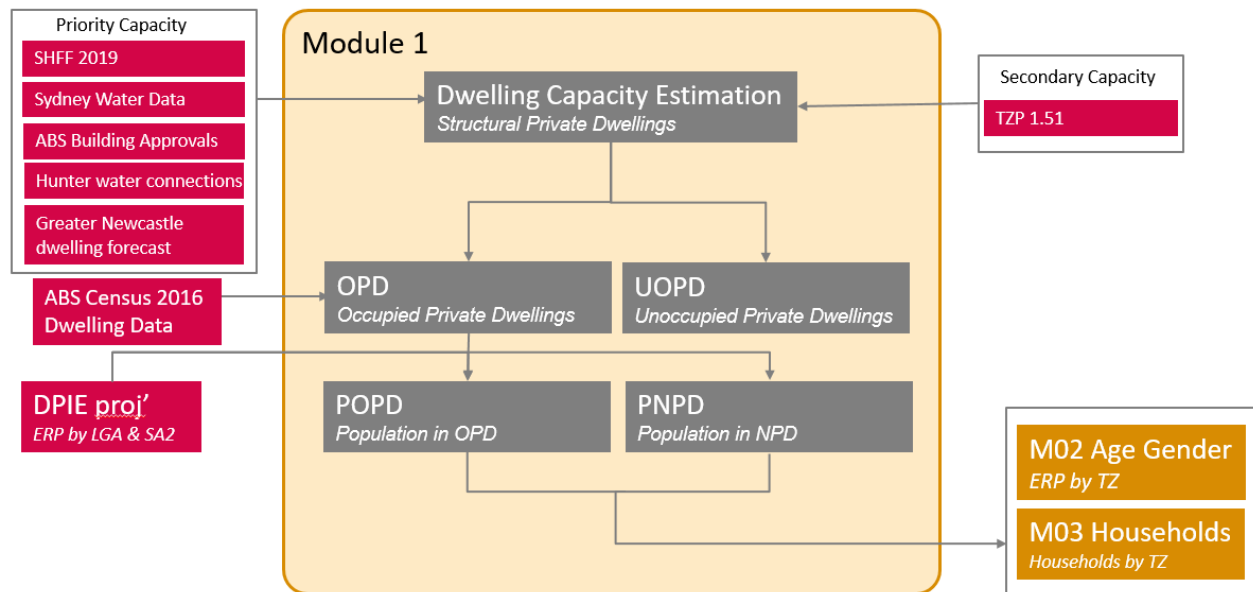 Priority Capacity
SHFF 2019
Sydney Water Data
ABS Building Approvals
Hunter water connections
Greater Newcastle
dwelling forecast
ABS Census 2016
Dwelling Data
DPIE proj’
ERP by LGA & SA2
Module 1
Dwelling Capacity Estimation
Structural Private Dwellings
OPD
Occupied Private Dwellings
UOPD
Unoccupied Private Dwellings
POPD
Population in OPD
PNPD
Population in NPD
Secondary Capacity
TZP 1.51
M02 Age Gender
ERP by TZ
M03 Households
Households by TZ